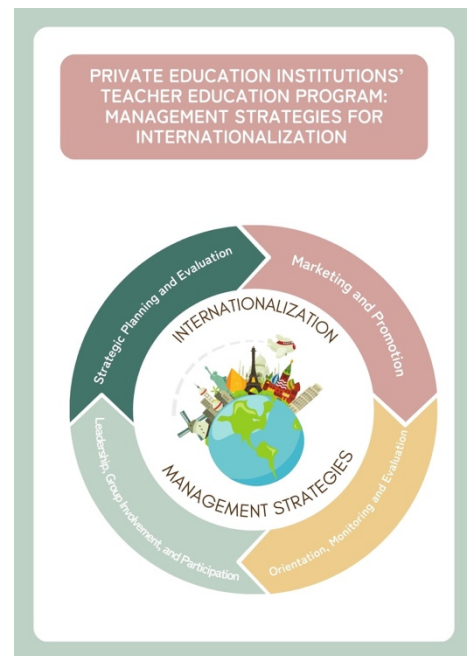 PRIVATE EDUCATION INSTITUTIONS'
TEACHER EDUCATION PROGRAM:
MANAGEMENT STRATEGIES FOR
INTERNATIONALIZATION
Strategic Planning and Evaluation
Marketing and Promotion
INTERNATIONALIZATION
MANAGEMENT STRATEGIES
Leadership, Group Involvement, and Participation
Orientation, Monitoring and Evaluation